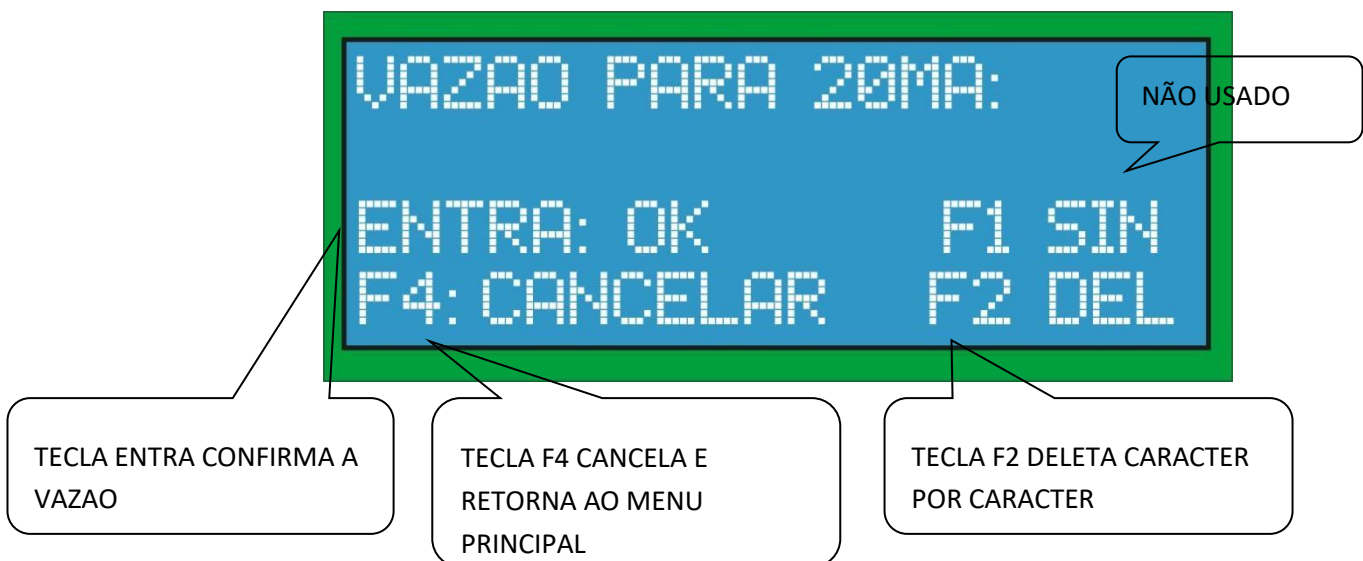 VAZAO PARA 20MA:
NÃO USADO
ENTRA: OK F1 SIN
F4: CANCELAR F2 DEL
TECLA ENTRA CONFIRMA A
VAZAO
TECLA F4 CANCELA E
RETORNA AO MENU
PRINCIPAL
TECLA F2 DELETA CARACTER
POR CARACTER